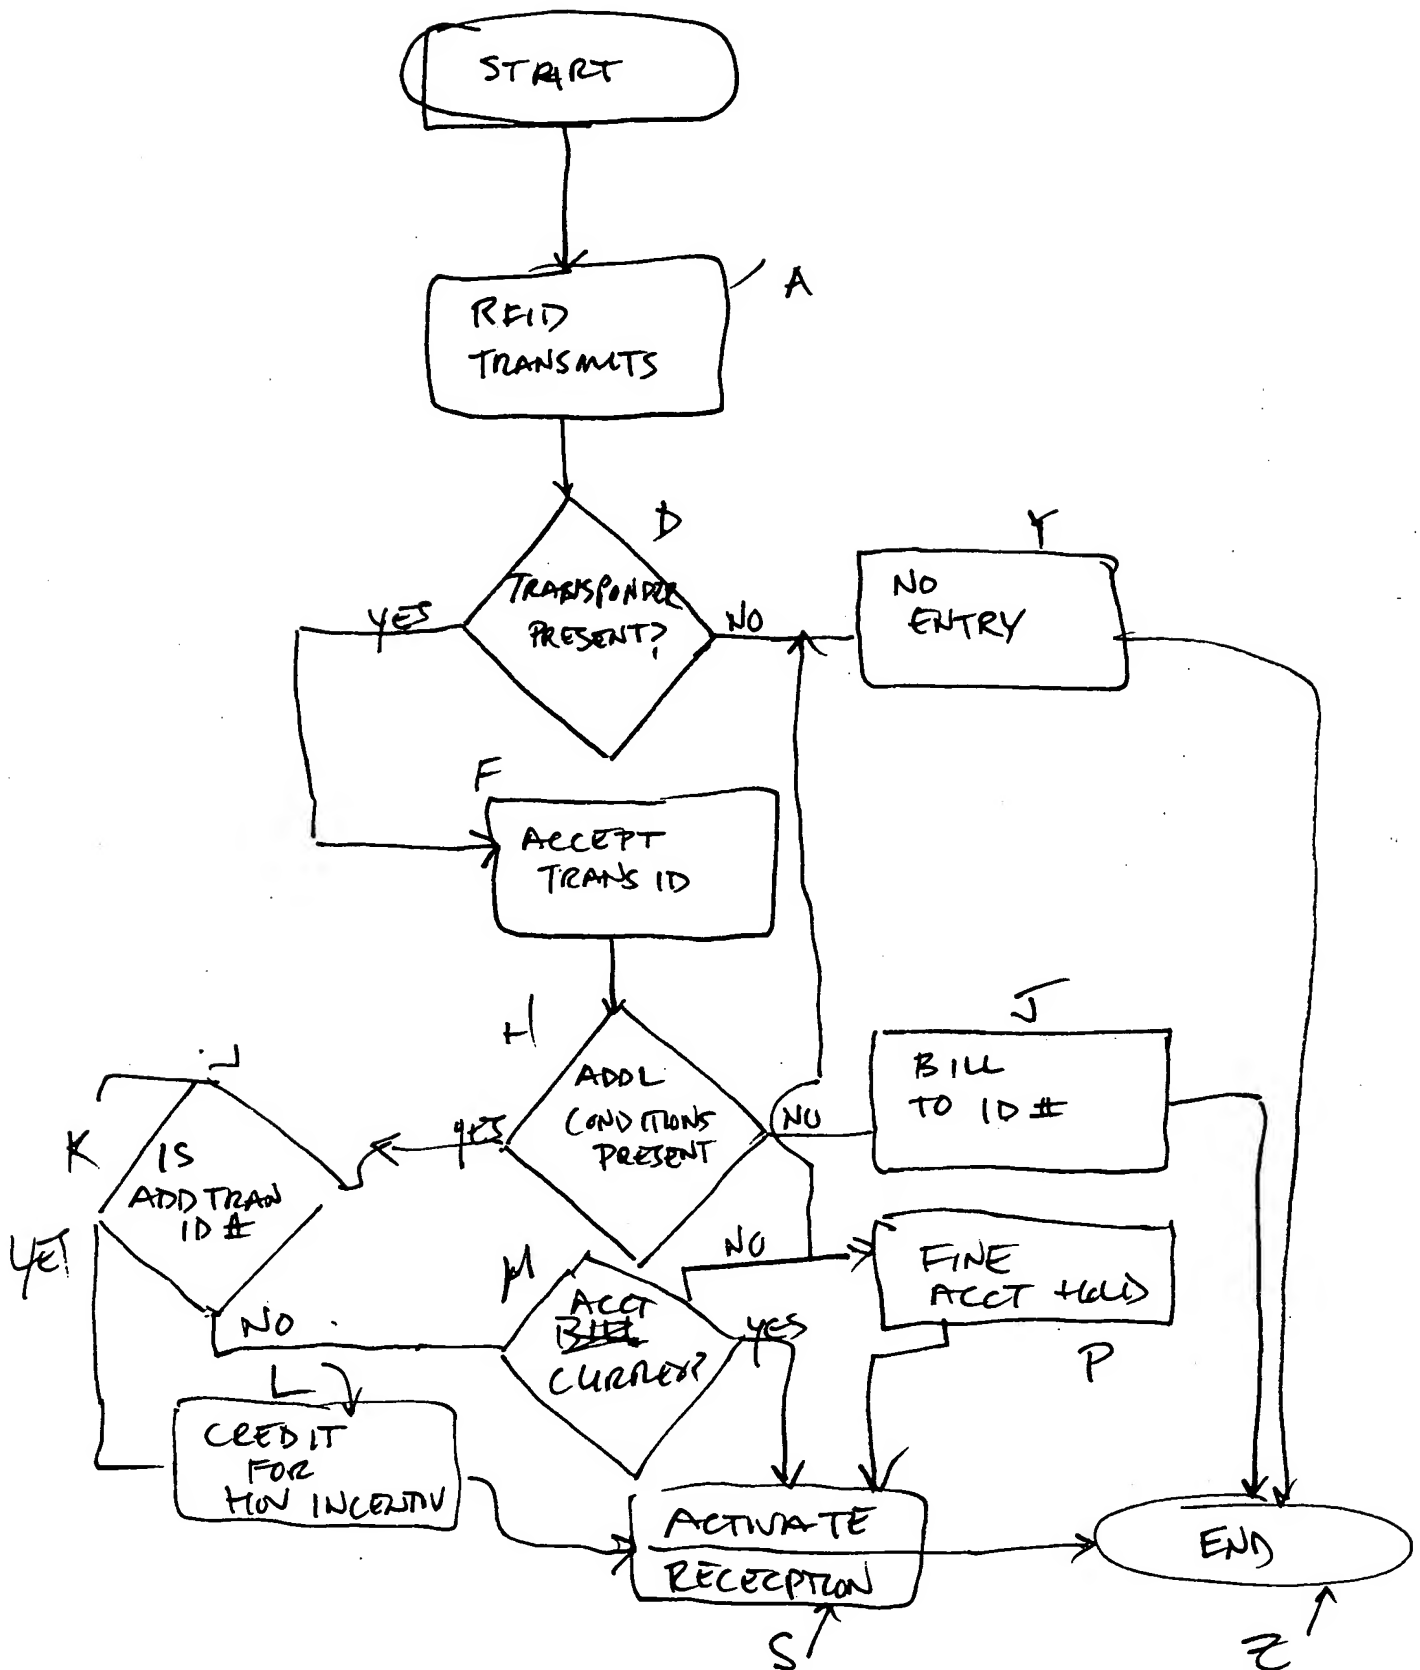 START
A
RFID
TRANSMITS
D
Y
TRANSPONDER
PRESENT?
YES
NO
NO
ENTRY
F
ACCEPT
TRANS ID
H
J
ADDL
CONDITIONS
PRESENT
YES
NO
BILL
TO ID #
K
IS
ADD TRAN
ID #
YES
NO
M
ACCT
CURRENT?
NO
YES
FINE
ACCT HOLD
P
L
CREDIT
FOR
HOV INCENTIV
ACTIVATE
RECECPTION
S
END
Z